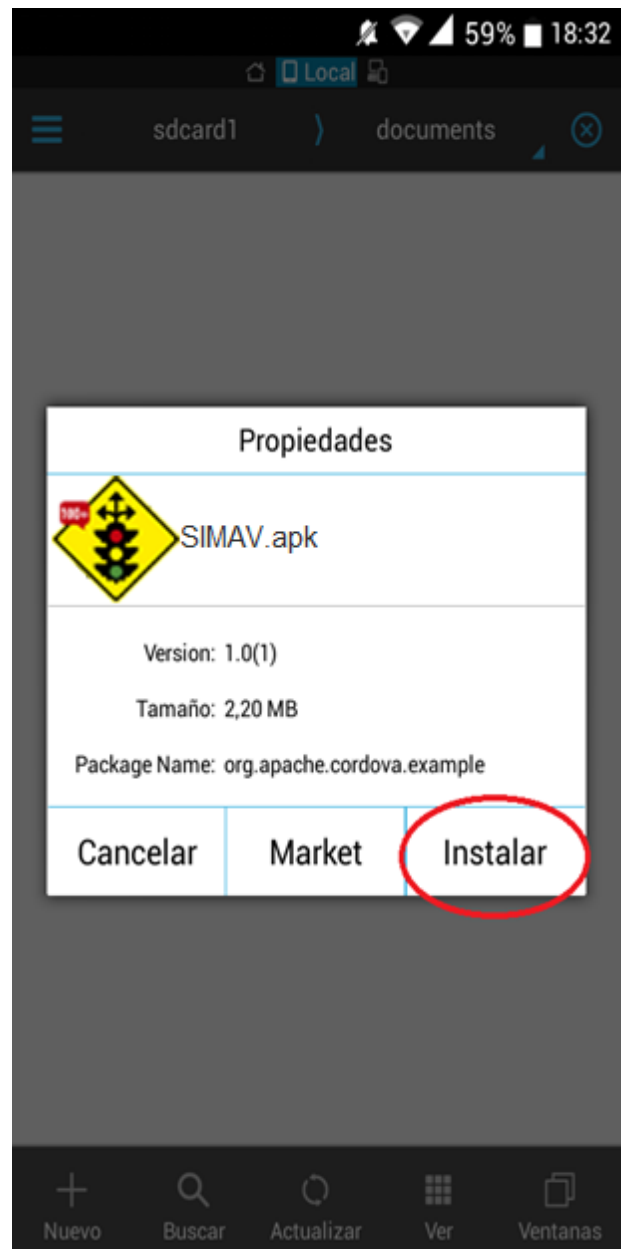 59% 18:32
Local
sdcard1 documents
Propiedades
100+
SIMAV.apk
Version: 1.0(1)
Tamaño: 2,20 MB
Package Name: org.apache.cordova.example
Cancelar Market Instalar
Nuevo Buscar Actualizar Ver Ventanas